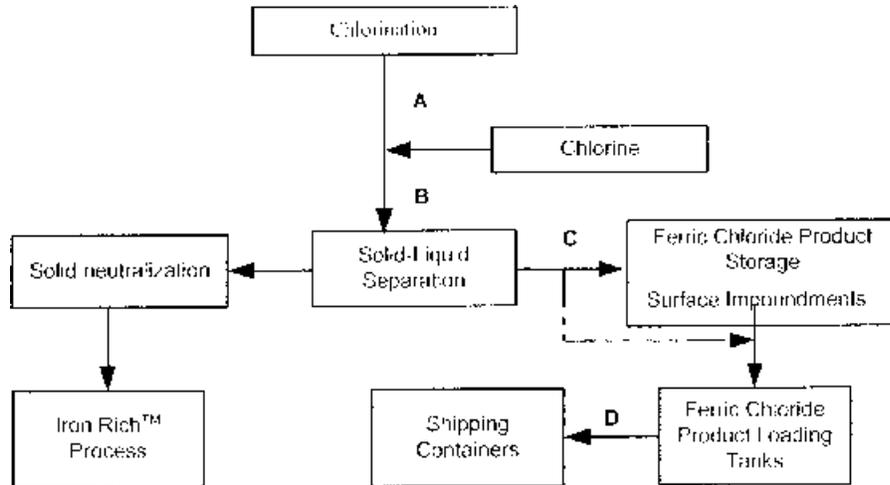 Chlorination
A
Chlorine
B
C
Solid neutralization
Solid-Liquid
Separation
Ferric Chloride Product
Storage
Surface Impoundments
Iron Rich™
Process
Shipping
Containers
D
Ferric Chloride
Product Loading
Tanks